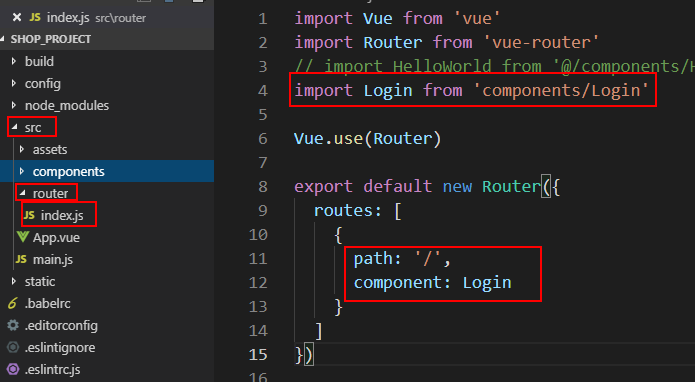 index.js src\router
SHOP_PROJECT
build
config
node_modules
src
assets
components
router
index.js
App.vue
main.js
static
.babelrc
.editorconfig
.eslintignore
.eslintrc.js
1 import Vue from 'vue'
2 import Router from 'vue-router'
3 // import HelloWorld from '@/components/H
4 import Login from 'components/Login'
5
6 Vue.use(Router)
7
8 export default new Router({
9 routes: [
10 {
11 path: '/',
12 component: Login
13 }
14 ]
15 })
16